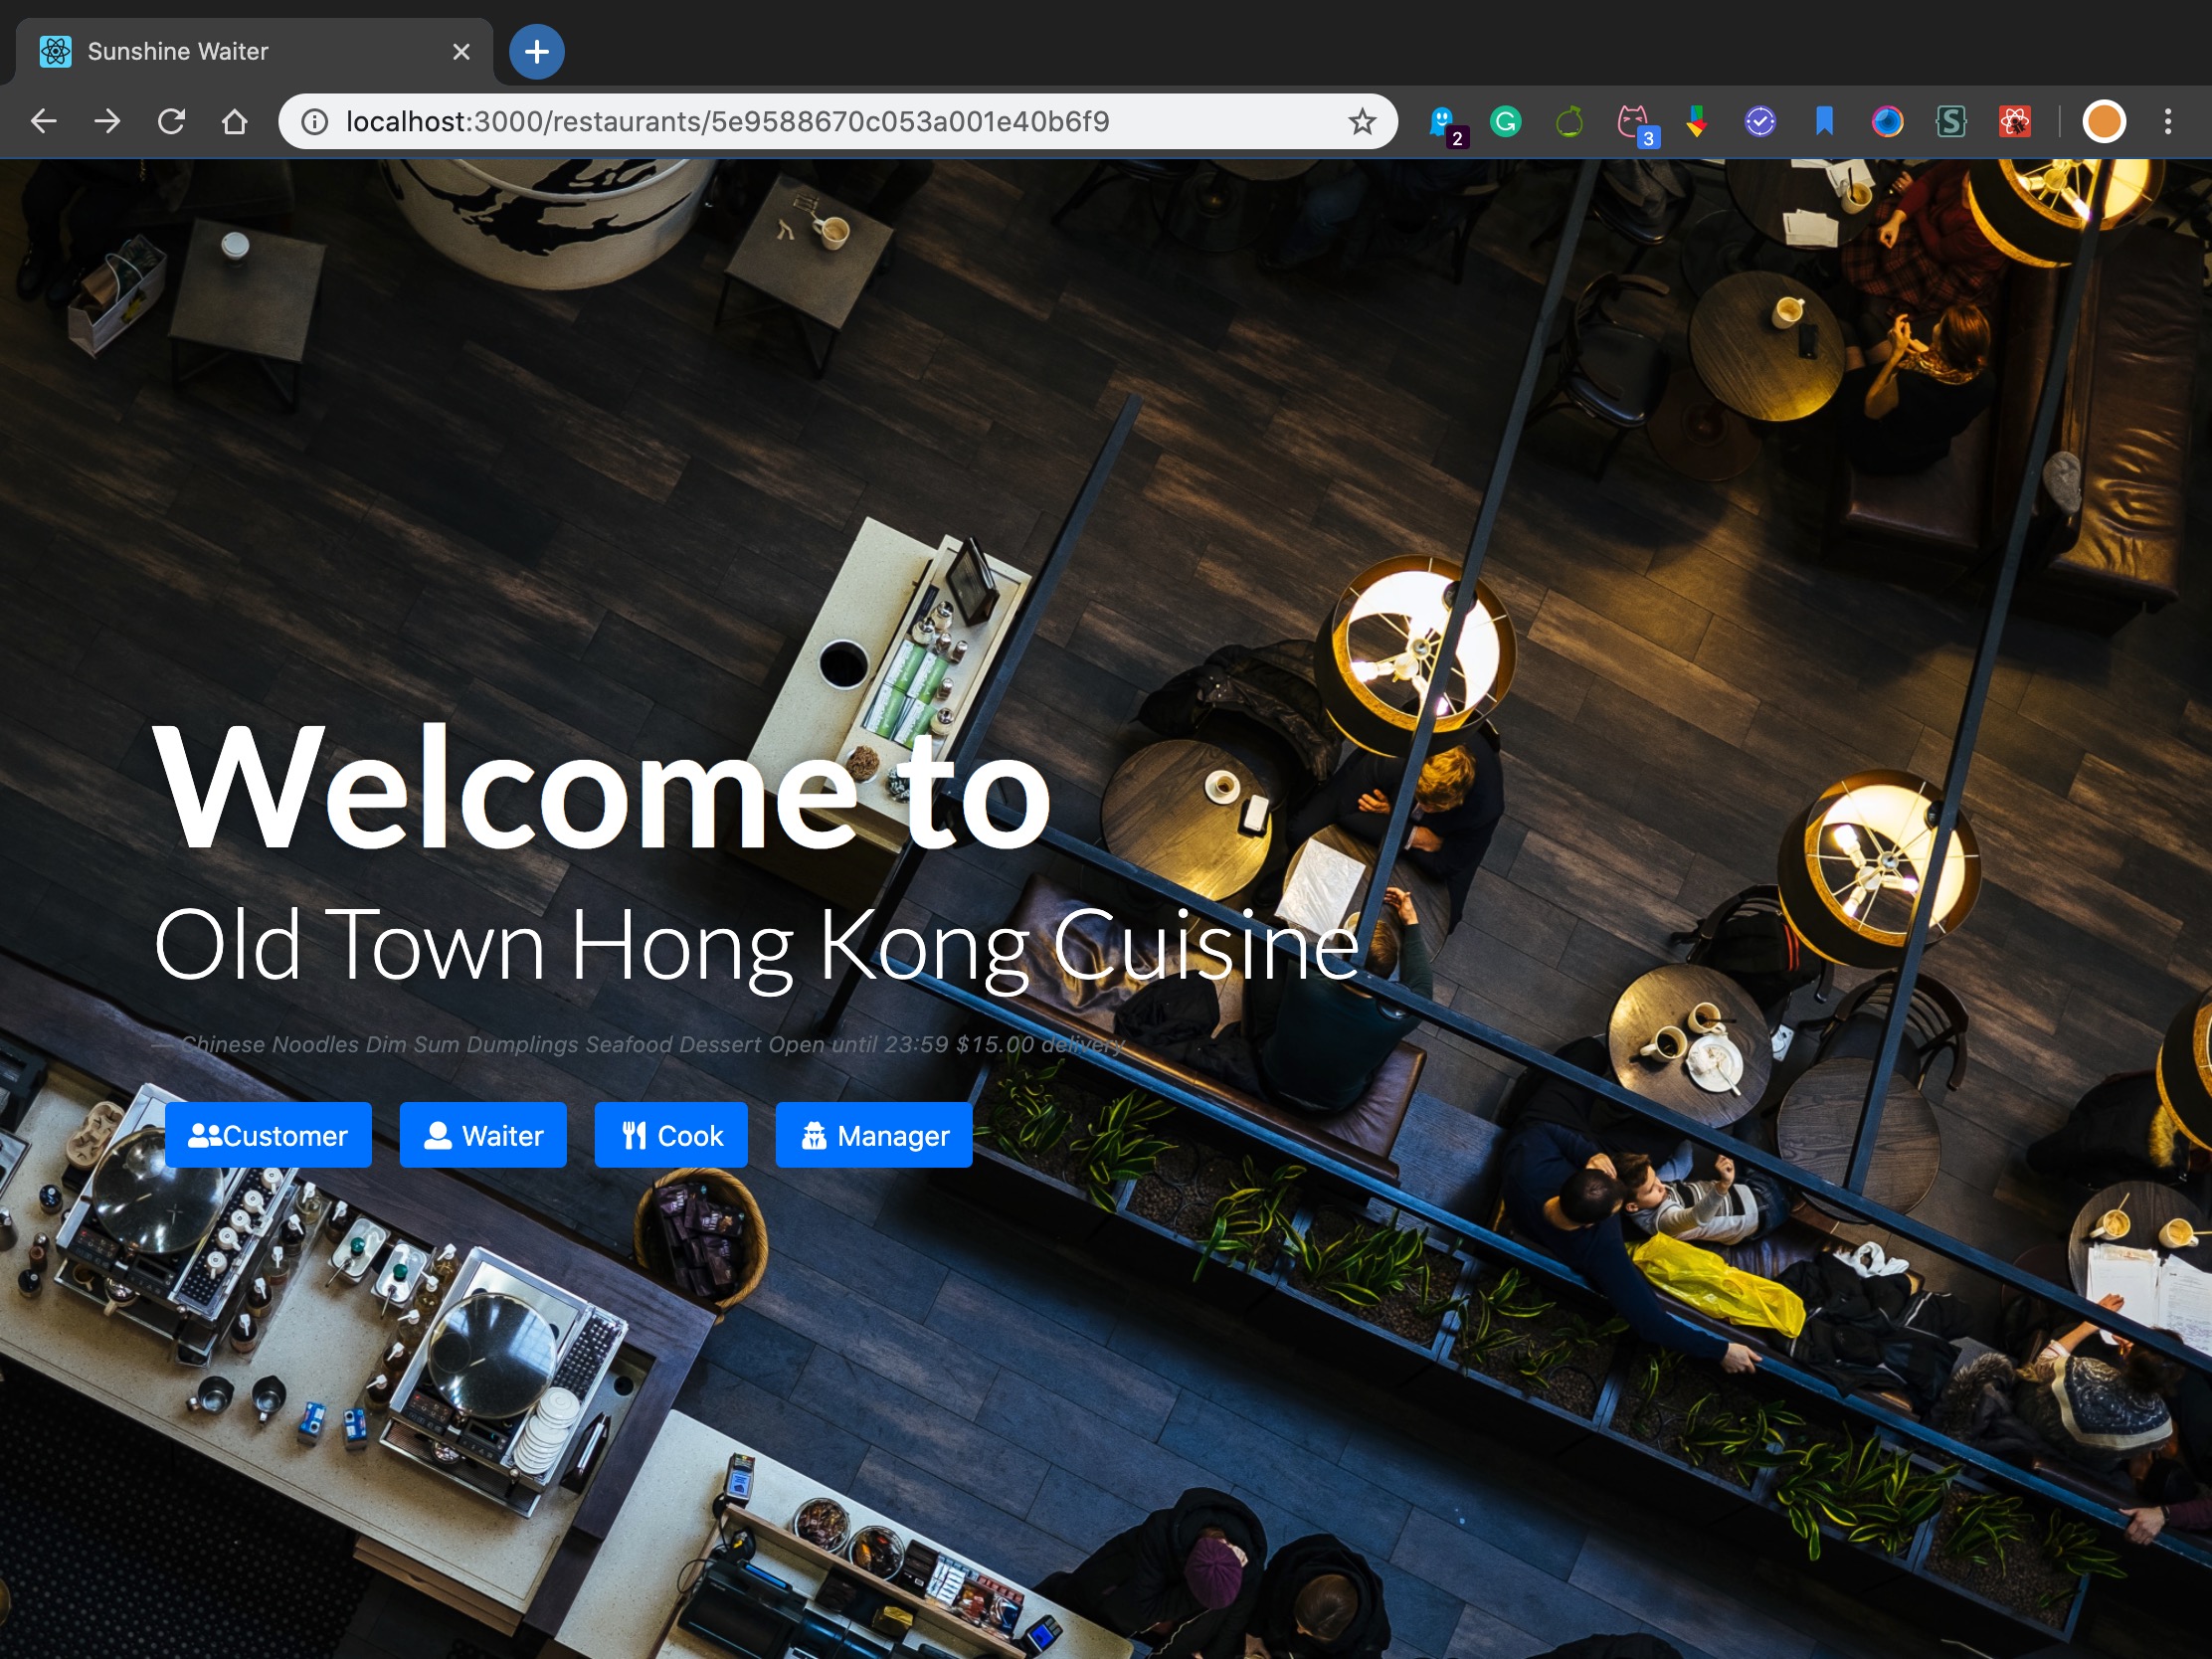 Sunshine Waiter
localhost:3000/restaurants/5e9588670c053a001e40b6f9
2
3
Welcome to
Old Town Hong Kong Cuisine
— Chinese Noodles Dim Sum Dumplings Seafood Dessert Open until 23:59 $15.00 delivery
Customer Waiter Cook Manager